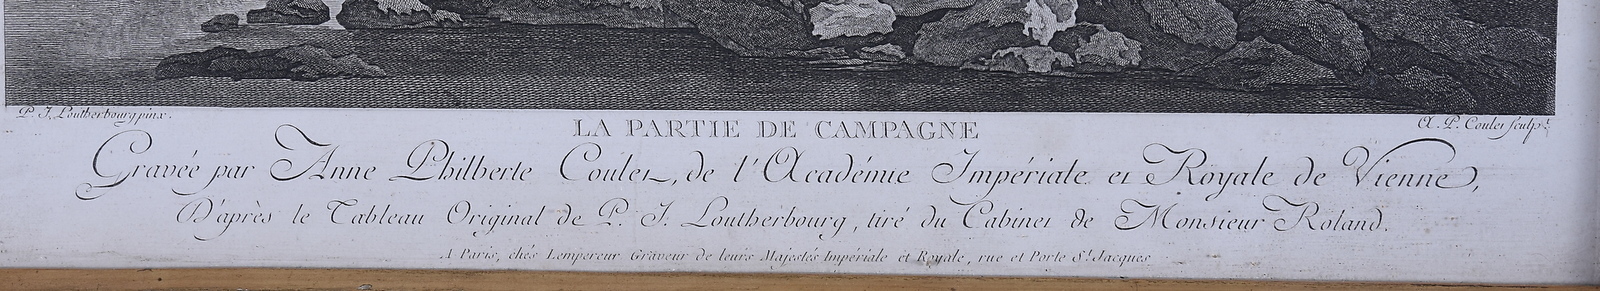 P. J. Loutherbourg pinx.
A. P. Coulet sculp.t
LA PARTIE DE CAMPAGNE
Gravée par Anne Philberte Coulet, de l'Académie Impériale et Royale de Vienne,
D'après le Tableau Original de P. J. Loutherbourg, tiré du Cabinet de Monsieur Roland.
A Paris, chés Lempereur Graveur de leurs Majestés Impériale et Royale, rue et Porte St. Jacques